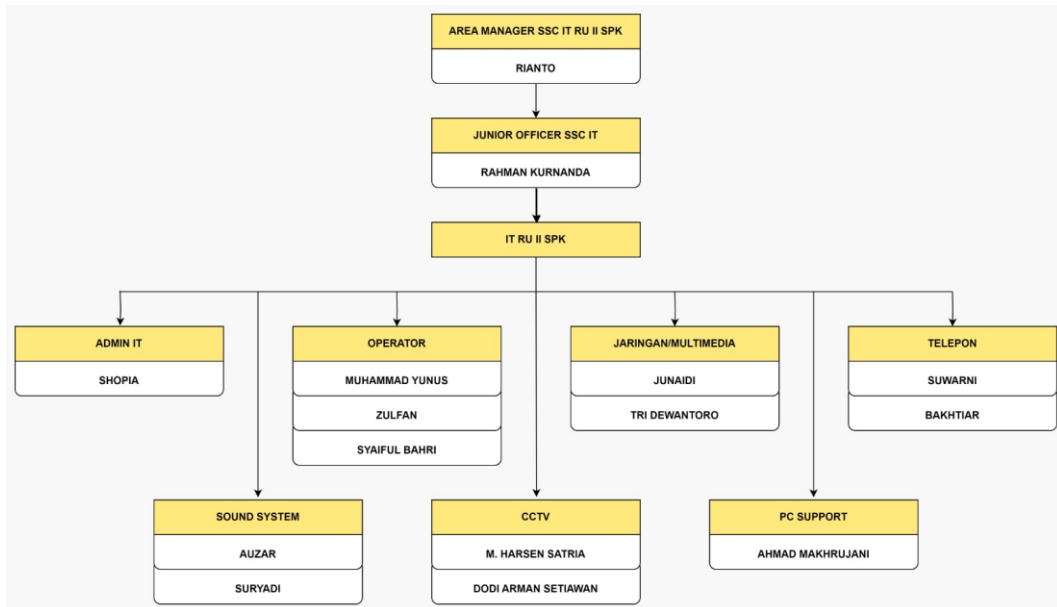 AREA MANAGER SSC IT RU II SPK
RIANTO
JUNIOR OFFICER SSC IT
RAHMAN KURNANDA
IT RU II SPK
ADMIN IT
SHOPIA
OPERATOR
MUHAMMAD YUNUS
ZULFAN
SYAIFUL BAHRI
JARINGAN/MULTIMEDIA
JUNAIDI
TRI DEWANTORO
TELEPON
SUWARNI
BAKHTIAR
SOUND SYSTEM
AUZAR
SURYADI
CCTV
M. HARSEN SATRIA
DODI ARMAN SETIAWAN
PC SUPPORT
AHMAD MAKHRUJANI